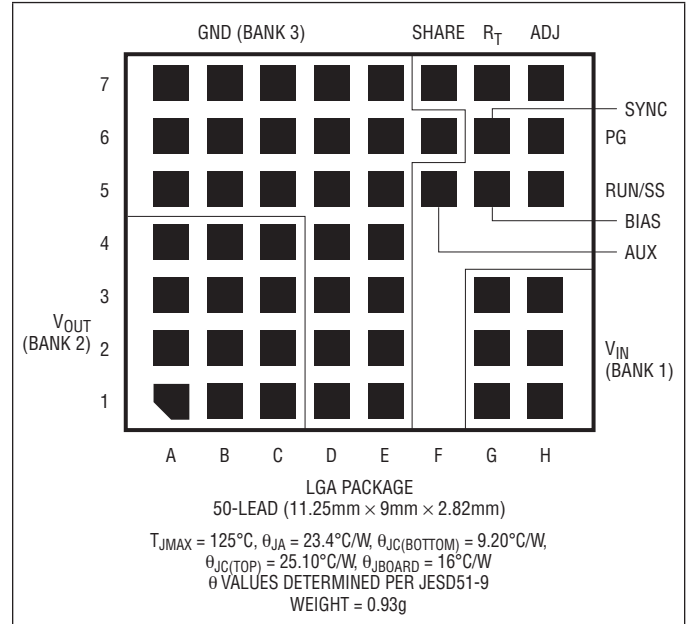 GND (BANK 3) SHARE RT ADJ
7
SYNC
6 PG
5 RUN/SS
BIAS
4 AUX
3
VOUT
(BANK 2) 2 VIN
(BANK 1)
1
A B C D E F G H
LGA PACKAGE
50-LEAD (11.25mm × 9mm × 2.82mm)
TJMAX = 125°C, θJA = 23.4°C/W, θJC(BOTTOM) = 9.20°C/W,
θJC(TOP) = 25.10°C/W, θJBOARD = 16°C/W
θ VALUES DETERMINED PER JESD51-9
WEIGHT = 0.93g